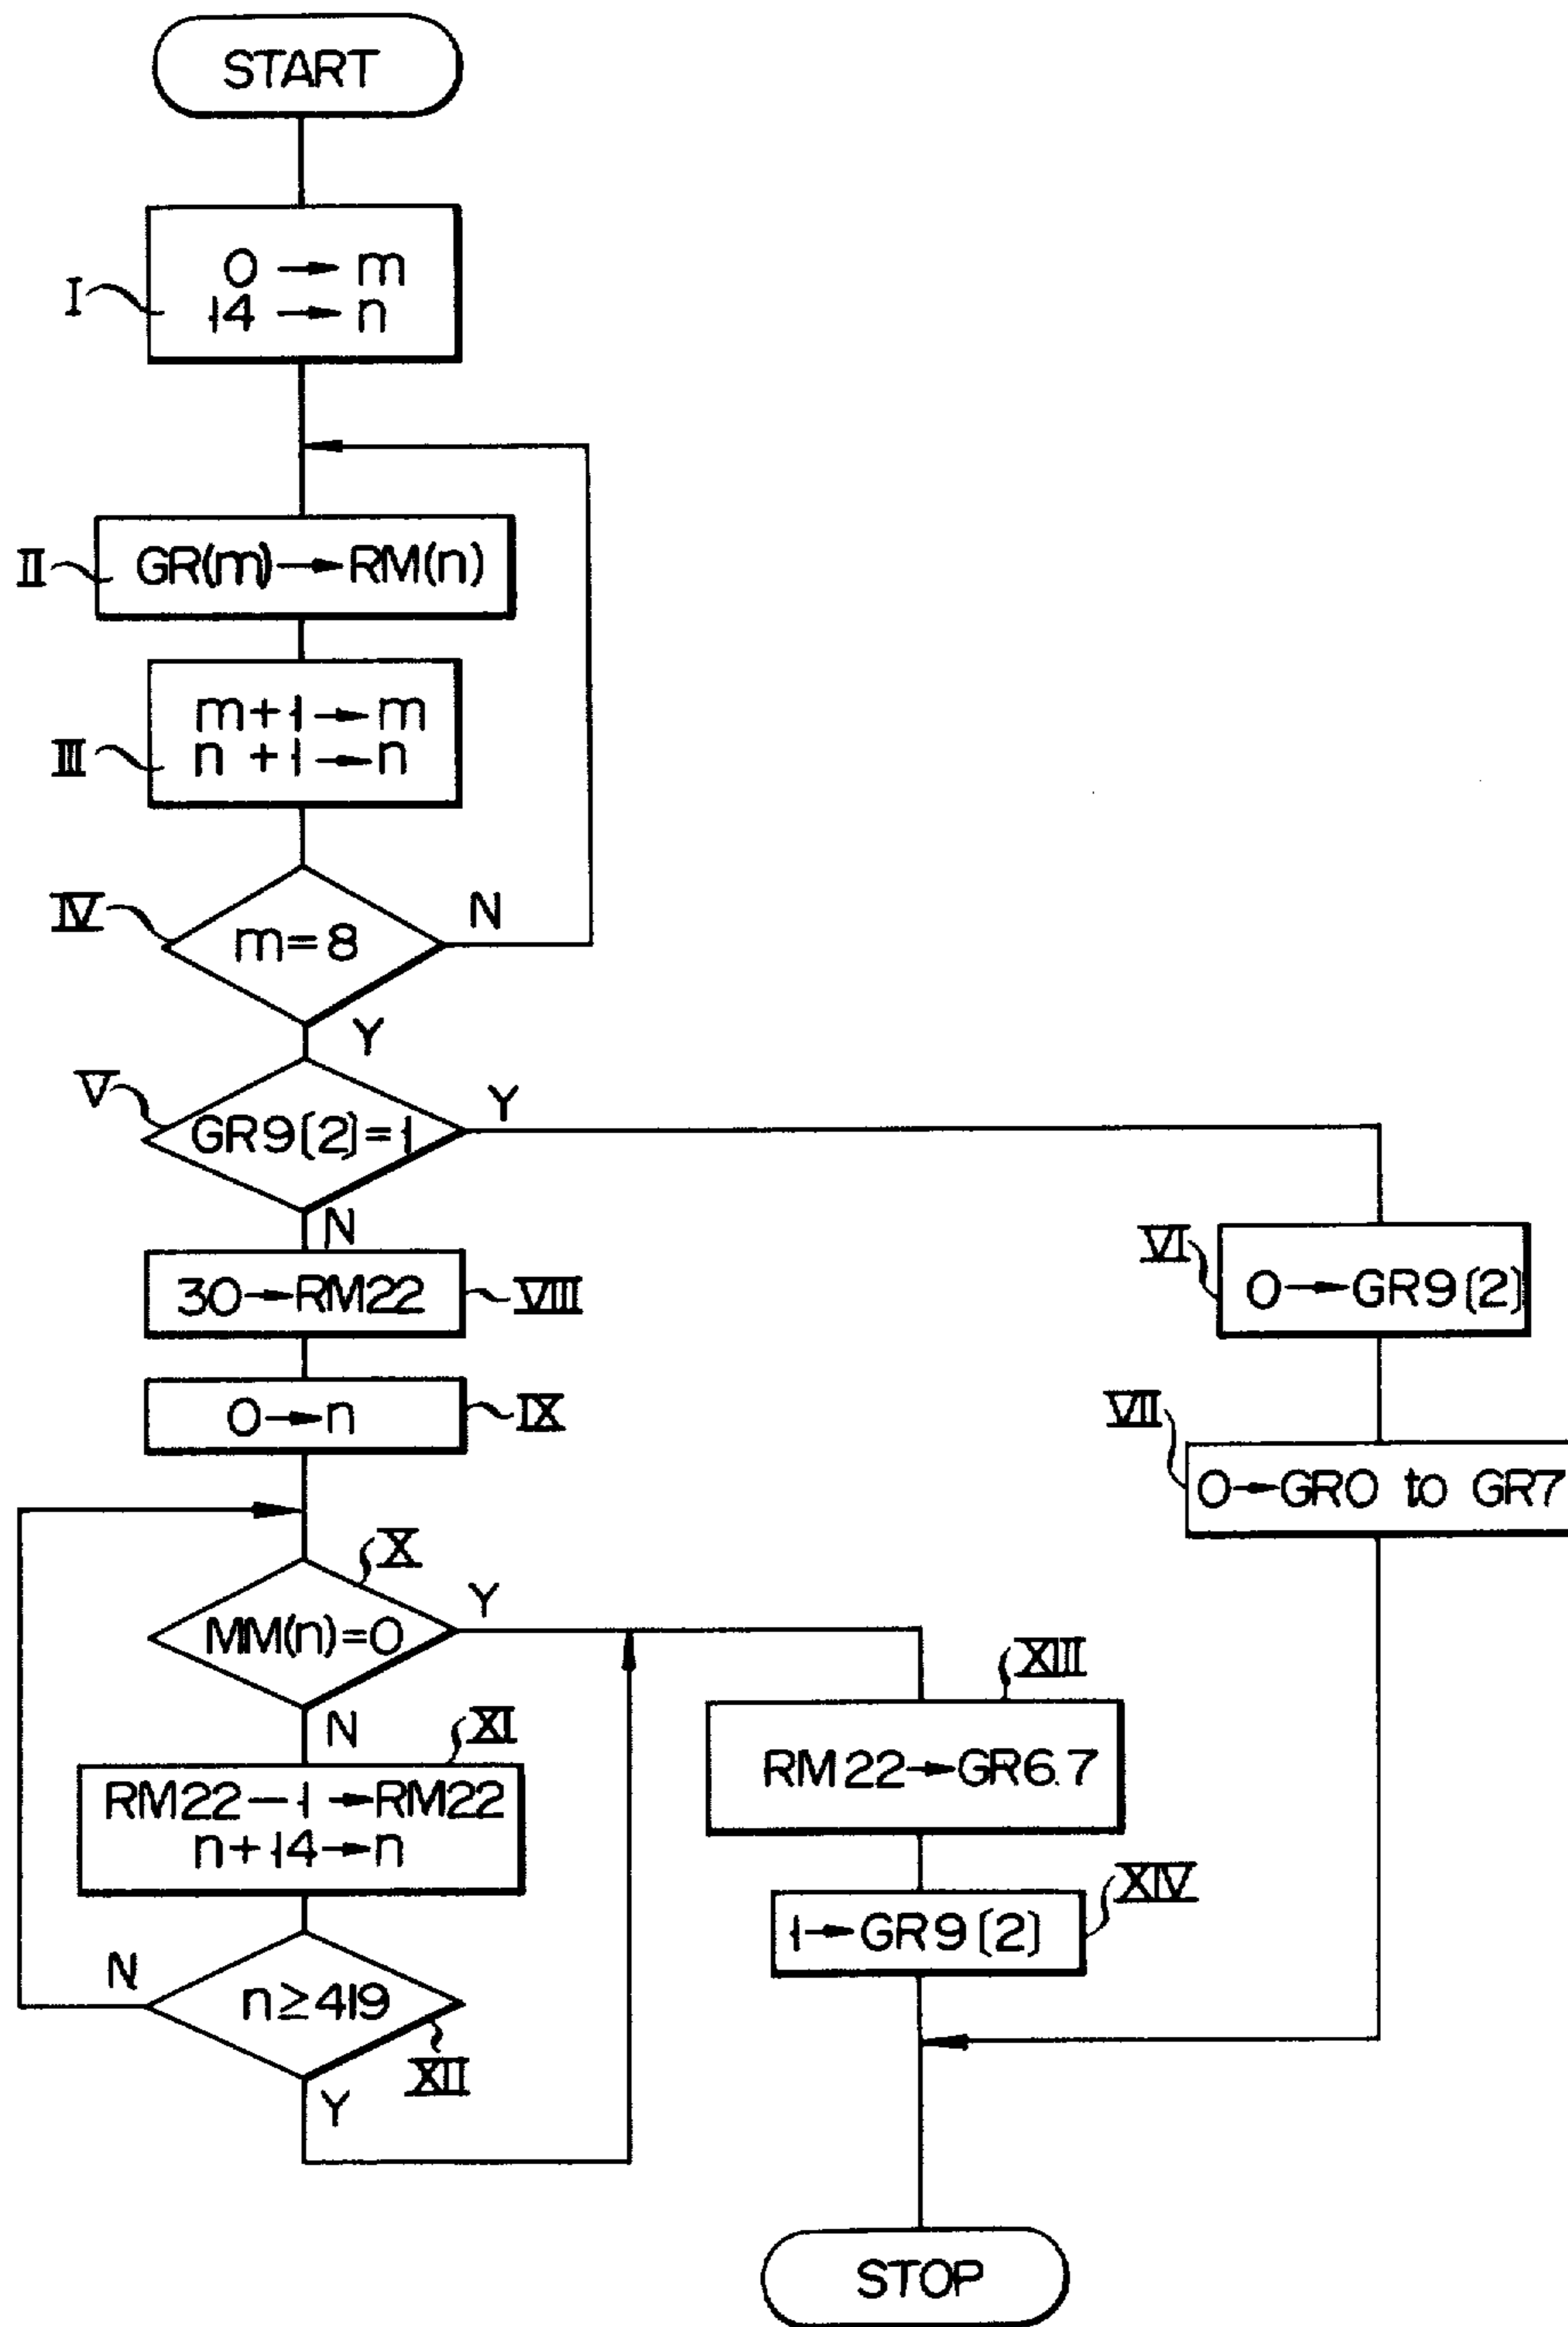 START
I
0 → m
14 → n
II
GR(m) → RM(n)
III
m+1 → m
n+1 → n
IV
m=8
N
Y
V
GR9(2)=1
Y
N
VI
0 → GR9(2)
30 → RM22
VIII
0 → n
IX
VII
0 → GR0 to GR7
X
MM(n)=0
Y
N
XIII
RM22 → GR6.7
XI
RM22-1 → RM22
n+14 → n
XIV
1 → GR9(2)
N
n≥419
XII
Y
STOP